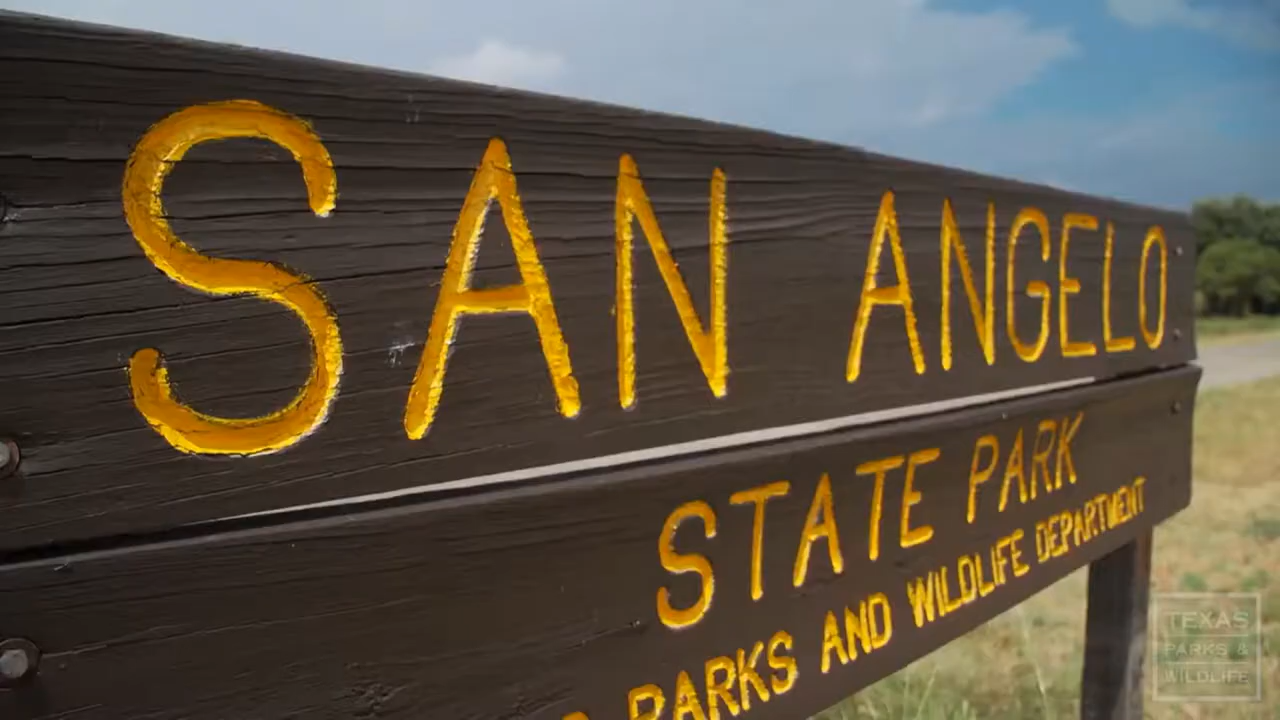 SAN ANGELO
STATE PARK
PARKS AND WILDLIFE DEPARTMENT
TEXAS
PARKS &
WILDLIFE